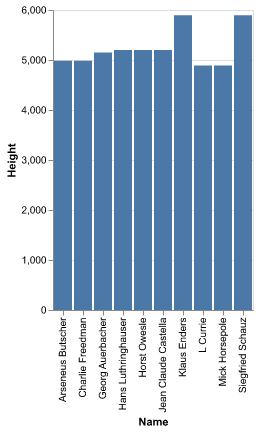 Height
6,000
5,000
4,000
3,000
2,000
1,000
0
Arseneus Butscher
Charlie Freedman
Georg Auerbacher
Hans Luthringhauser
Horst Owesle
Jean Claude Castella
Klaus Enders
L Currie
Mick Horsepole
Siegfried Schauz
Name